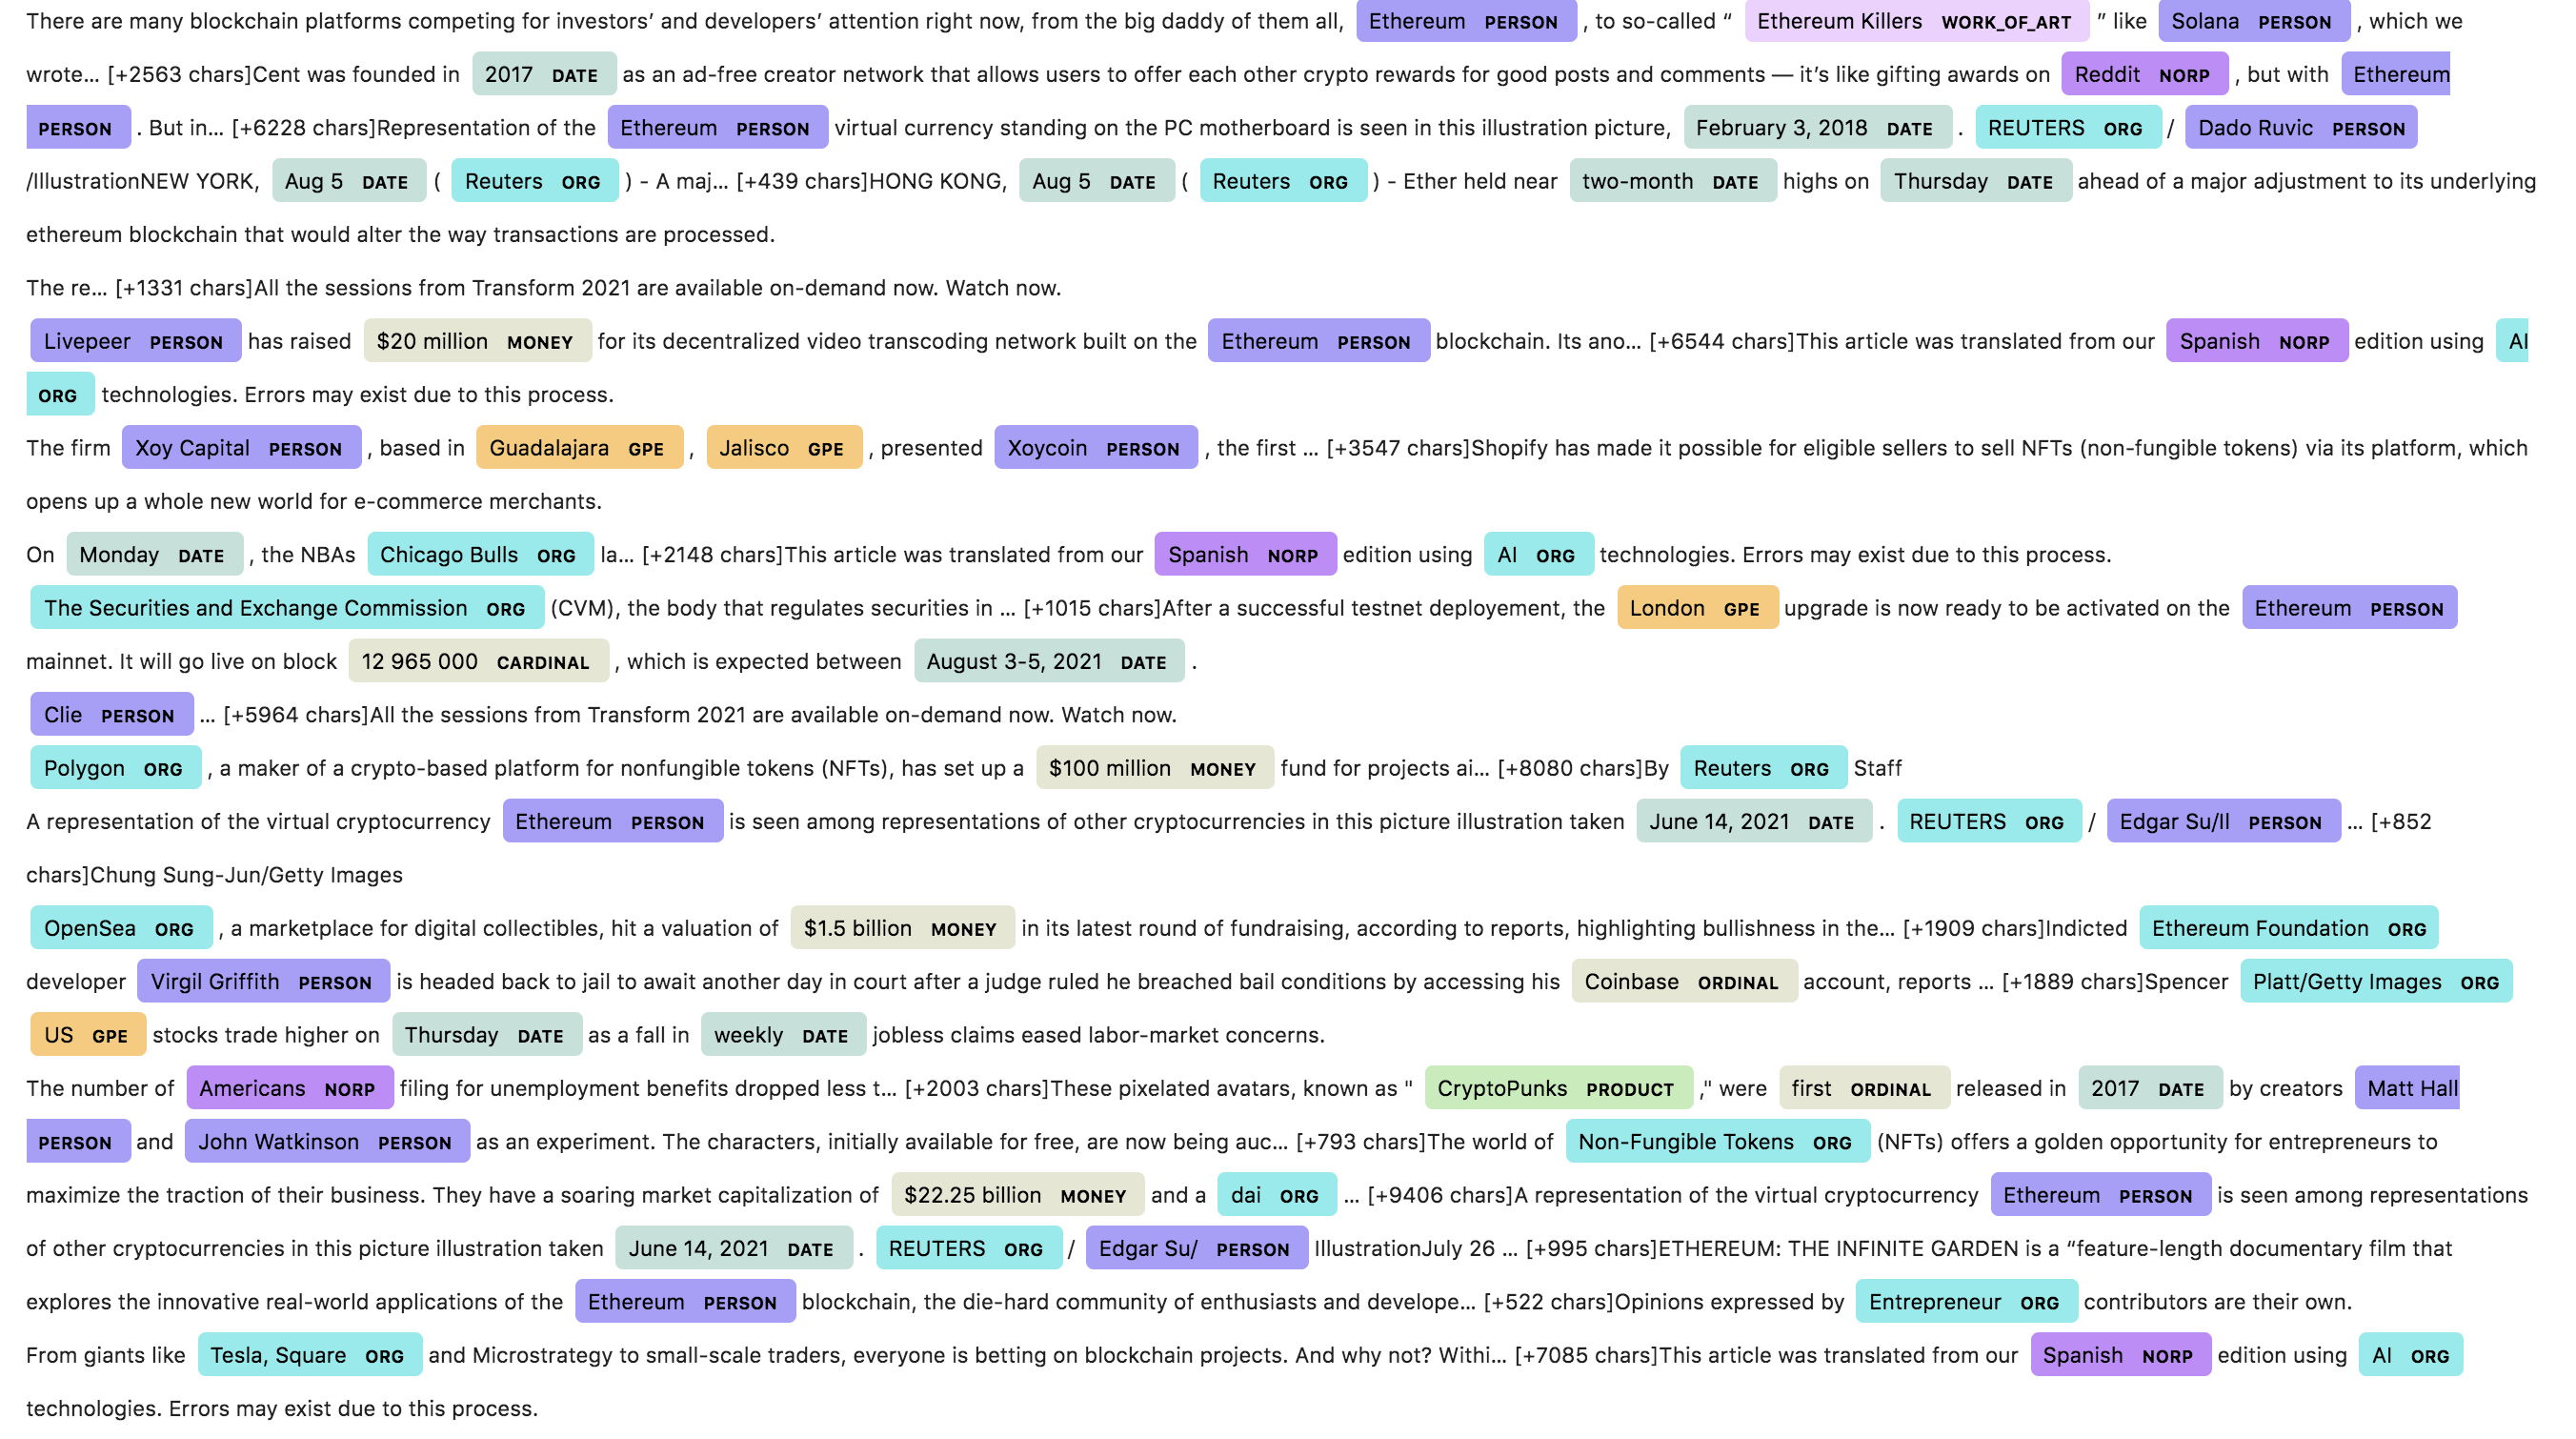 There are many blockchain platforms competing for investors’ and developers’ attention right now, from the big daddy of them all, Ethereum PERSON , to so-called “ Ethereum Killers WORK_OF_ART ” like Solana PERSON , which we
wrote… [+2563 chars]Cent was founded in 2017 DATE as an ad-free creator network that allows users to offer each other crypto rewards for good posts and comments — it’s like gifting awards on Reddit NORP , but with Ethereum
PERSON . But in… [+6228 chars]Representation of the Ethereum PERSON virtual currency standing on the PC motherboard is seen in this illustration picture, February 3, 2018 DATE . REUTERS ORG / Dado Ruvic PERSON
/IllustrationNEW YORK, Aug 5 DATE ( Reuters ORG ) - A maj… [+439 chars]HONG KONG, Aug 5 DATE ( Reuters ORG ) - Ether held near two-month DATE highs on Thursday DATE ahead of a major adjustment to its underlying
ethereum blockchain that would alter the way transactions are processed.
The re… [+1331 chars]All the sessions from Transform 2021 are available on-demand now. Watch now.
Livepeer PERSON has raised $20 million MONEY for its decentralized video transcoding network built on the Ethereum PERSON blockchain. Its ano… [+6544 chars]This article was translated from our Spanish NORP edition using AI
ORG technologies. Errors may exist due to this process.
The firm Xoy Capital PERSON , based in Guadalajara GPE , Jalisco GPE , presented Xoycoin PERSON , the first … [+3547 chars]Shopify has made it possible for eligible sellers to sell NFTs (non-fungible tokens) via its platform, which
opens up a whole new world for e-commerce merchants.
On Monday DATE , the NBAs Chicago Bulls ORG la… [+2148 chars]This article was translated from our Spanish NORP edition using AI ORG technologies. Errors may exist due to this process.
The Securities and Exchange Commission ORG (CVM), the body that regulates securities in … [+1015 chars]After a successful testnet deployement, the London GPE upgrade is now ready to be activated on the Ethereum PERSON
mainnet. It will go live on block 12 965 000 CARDINAL , which is expected between August 3-5, 2021 DATE .
Clie PERSON … [+5964 chars]All the sessions from Transform 2021 are available on-demand now. Watch now.
Polygon ORG , a maker of a crypto-based platform for nonfungible tokens (NFTs), has set up a $100 million MONEY fund for projects ai… [+8080 chars]By Reuters ORG Staff
A representation of the virtual cryptocurrency Ethereum PERSON is seen among representations of other cryptocurrencies in this picture illustration taken June 14, 2021 DATE . REUTERS ORG / Edgar Su/Il PERSON … [+852
chars]Chung Sung-Jun/Getty Images
OpenSea ORG , a marketplace for digital collectibles, hit a valuation of $1.5 billion MONEY in its latest round of fundraising, according to reports, highlighting bullishness in the… [+1909 chars]Indicted Ethereum Foundation ORG
developer Virgil Griffith PERSON is headed back to jail to await another day in court after a judge ruled he breached bail conditions by accessing his Coinbase ORDINAL account, reports … [+1889 chars]Spencer Platt/Getty Images ORG
US GPE stocks trade higher on Thursday DATE as a fall in weekly DATE jobless claims eased labor-market concerns.
The number of Americans NORP filing for unemployment benefits dropped less t… [+2003 chars]These pixelated avatars, known as " CryptoPunks PRODUCT ," were first ORDINAL released in 2017 DATE by creators Matt Hall
PERSON and John Watkinson PERSON as an experiment. The characters, initially available for free, are now being auc… [+793 chars]The world of Non-Fungible Tokens ORG (NFTs) offers a golden opportunity for entrepreneurs to
maximize the traction of their business. They have a soaring market capitalization of $22.25 billion MONEY and a dai ORG … [+9406 chars]A representation of the virtual cryptocurrency Ethereum PERSON is seen among representations
of other cryptocurrencies in this picture illustration taken June 14, 2021 DATE . REUTERS ORG / Edgar Su/ PERSON IllustrationJuly 26 … [+995 chars]ETHEREUM: THE INFINITE GARDEN is a “feature-length documentary film that
explores the innovative real-world applications of the Ethereum PERSON blockchain, the die-hard community of enthusiasts and develope… [+522 chars]Opinions expressed by Entrepreneur ORG contributors are their own.
From giants like Tesla, Square ORG and Microstrategy to small-scale traders, everyone is betting on blockchain projects. And why not? Withi… [+7085 chars]This article was translated from our Spanish NORP edition using AI ORG
technologies. Errors may exist due to this process.